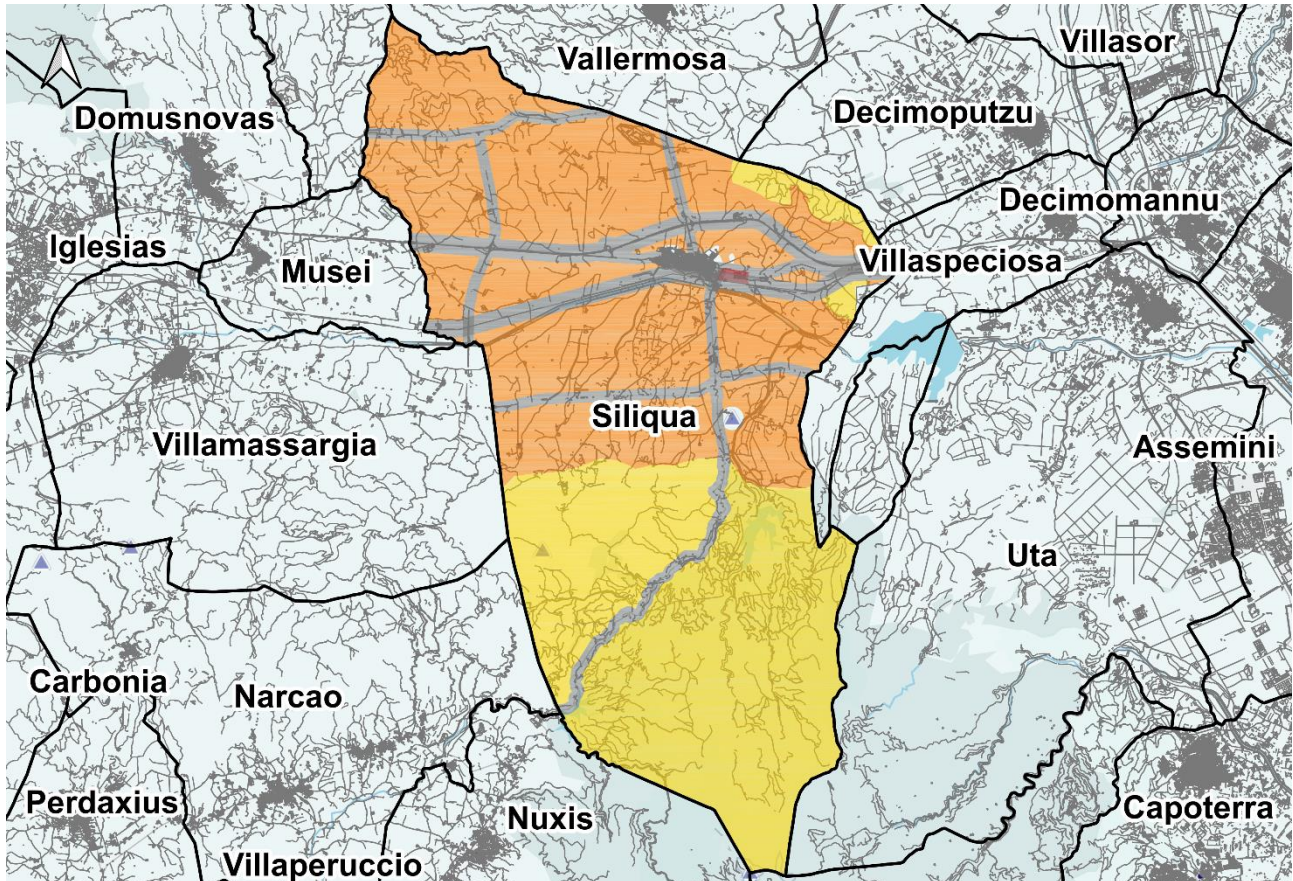 Villasor
Vallermosa
Decimoputzu
Domusnovas
Decimomannu
Iglesias
Musei
Villaspeciosa
Siliqua
Villamassargia
Assemini
Uta
Carbonia
Narcao
Perdaxius
Nuxis
Capoterra
Villaperuccio